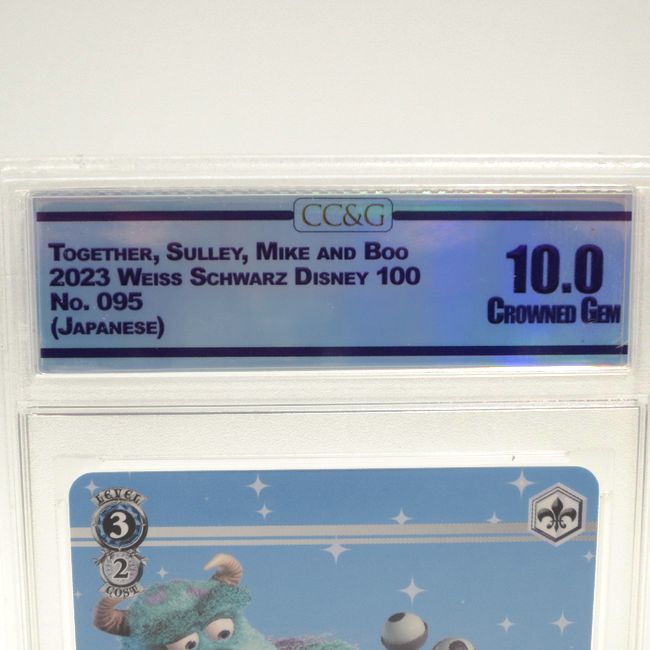 CC&G
TOGETHER, SULLEY, MIKE AND BOO
2023 WEISS SCHWARZ DISNEY 100
NO. 095
(JAPANESE)
10.0
CROWNED GEM
LEVEL
3
2
COST